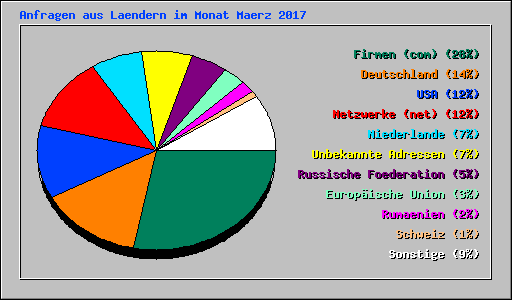 Anfragen aus Laendern im Monat Maerz 2017
Firmen (com) (28%)
Deutschland (14%)
USA (12%)
Netzwerke (net) (12%)
Niederlande (7%)
Unbekannte Adressen (7%)
Russische Foederation (5%)
Europäische Union (3%)
Rumaenien (2%)
Schweiz (1%)
Sonstige (9%)